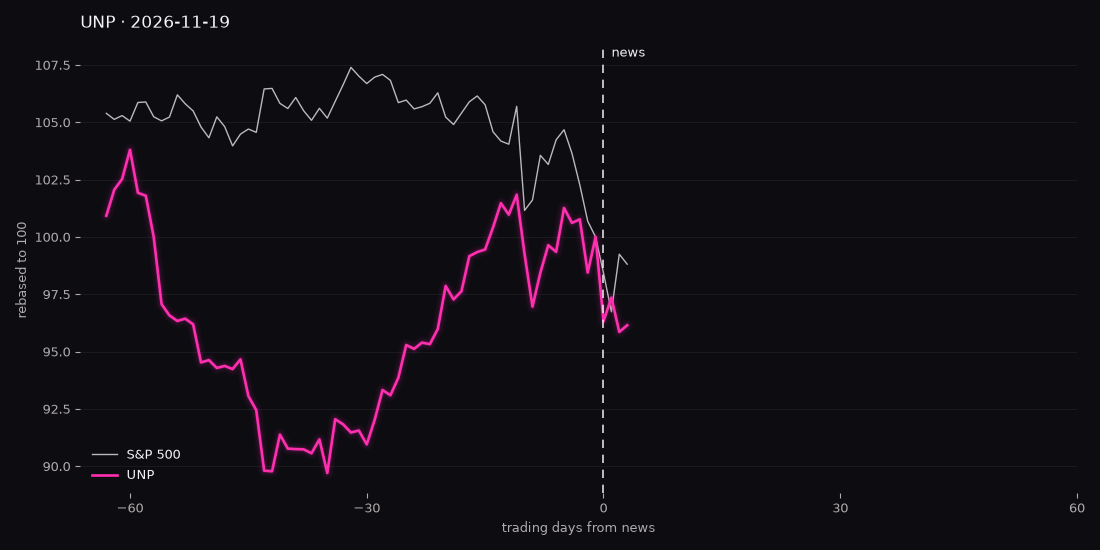 UNP · 2026-11-19
news
107.5
105.0
102.5
100.0
97.5
95.0
92.5
90.0
rebased to 100
S&P 500
UNP
−60
−30
0
30
60
trading days from news